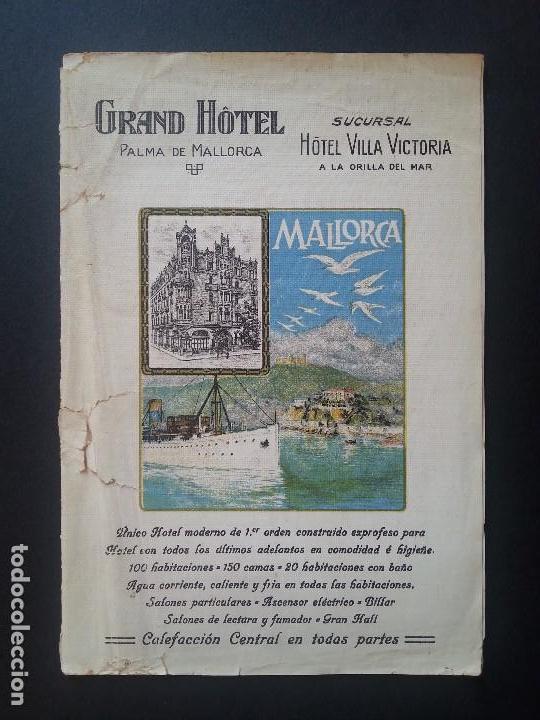 GRAND HÔTEL
PALMA DE MALLORCA
SUCURSAL
HÔTEL VILLA VICTORIA
A LA ORILLA DEL MAR
MALLORCA
Único Hotel moderno de 1.er orden construido exprofeso para
Hotel con todos los últimos adelantos en comodidad é higiene.
100 habitaciones = 150 camas = 20 habitaciones con baño
Agua corriente, caliente y fria en todas las habitaciones.
Salones particulares = Ascensor eléctrico = Billar
Salones de lectura y fumador = Gran Hall
Calefacción Central en todas partes
todocoleccion.net